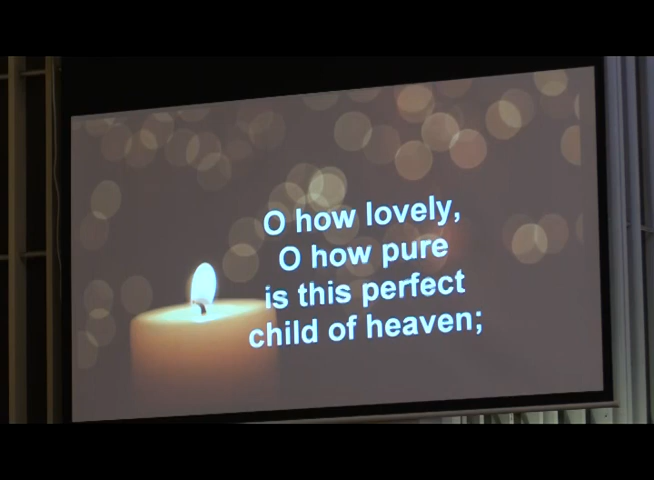 O how lovely,
O how pure
is this perfect
child of heaven;